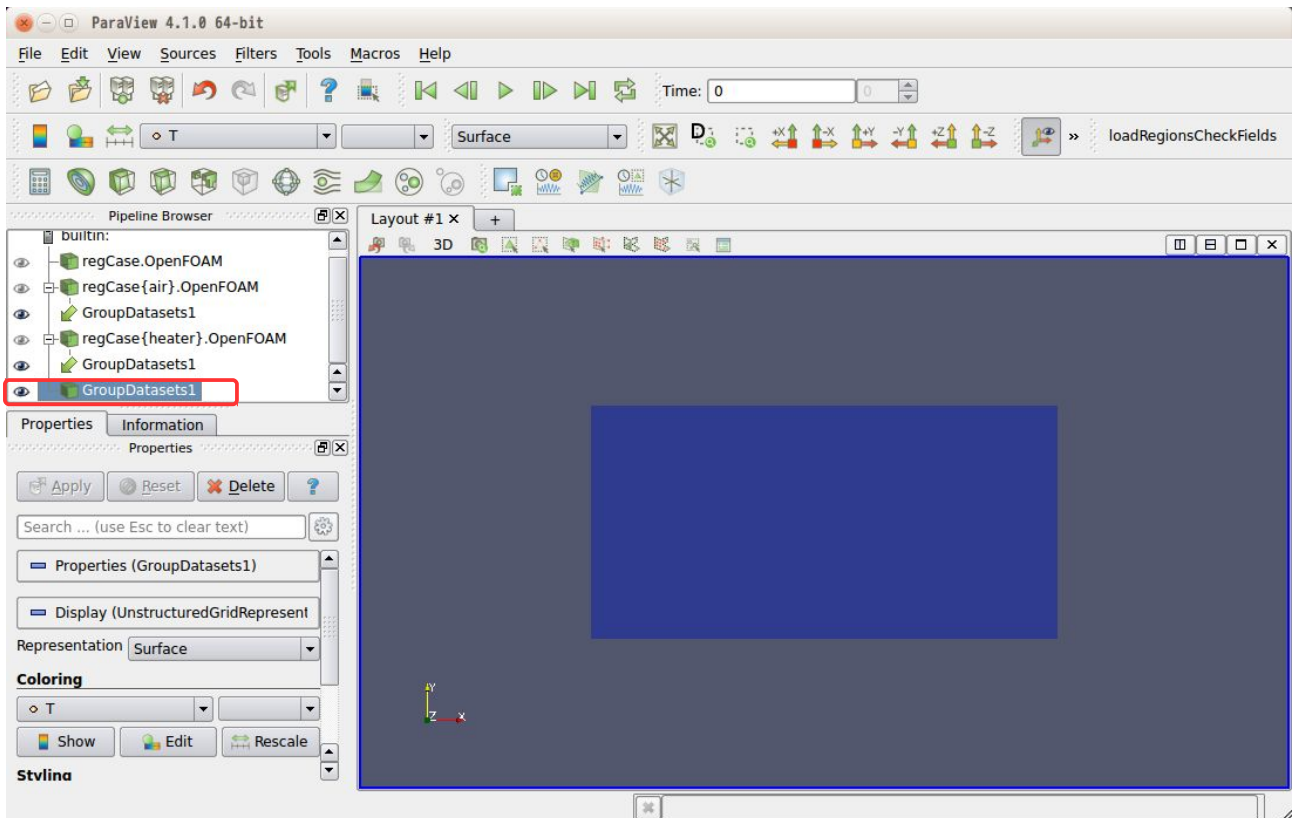 ParaView 4.1.0 64-bit
File Edit View Sources Filters Tools Macros Help
Time: 0 0
T Surface loadRegionsCheckFields
Pipeline Browser
Layout #1 +
3D
builtin:
regCase.OpenFOAM
regCase{air}.OpenFOAM
GroupDatasets1
regCase{heater}.OpenFOAM
GroupDatasets1
GroupDatasets1
Properties Information
Properties
Apply Reset Delete ?
Search ... (use Esc to clear text)
Properties (GroupDatasets1)
Display (UnstructuredGridRepresent
Representation Surface
Coloring
T
Show Edit Rescale
Styling
Y
Z X